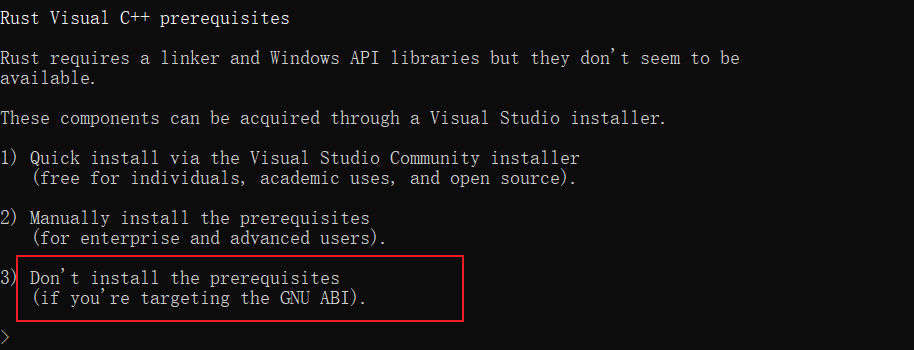 Rust Visual C++ prerequisites
Rust requires a linker and Windows API libraries but they don't seem to be
available.
These components can be acquired through a Visual Studio installer.
1) Quick install via the Visual Studio Community installer
(free for individuals, academic uses, and open source).
2) Manually install the prerequisites
(for enterprise and advanced users).
3) Don't install the prerequisites
(if you're targeting the GNU ABI).
>